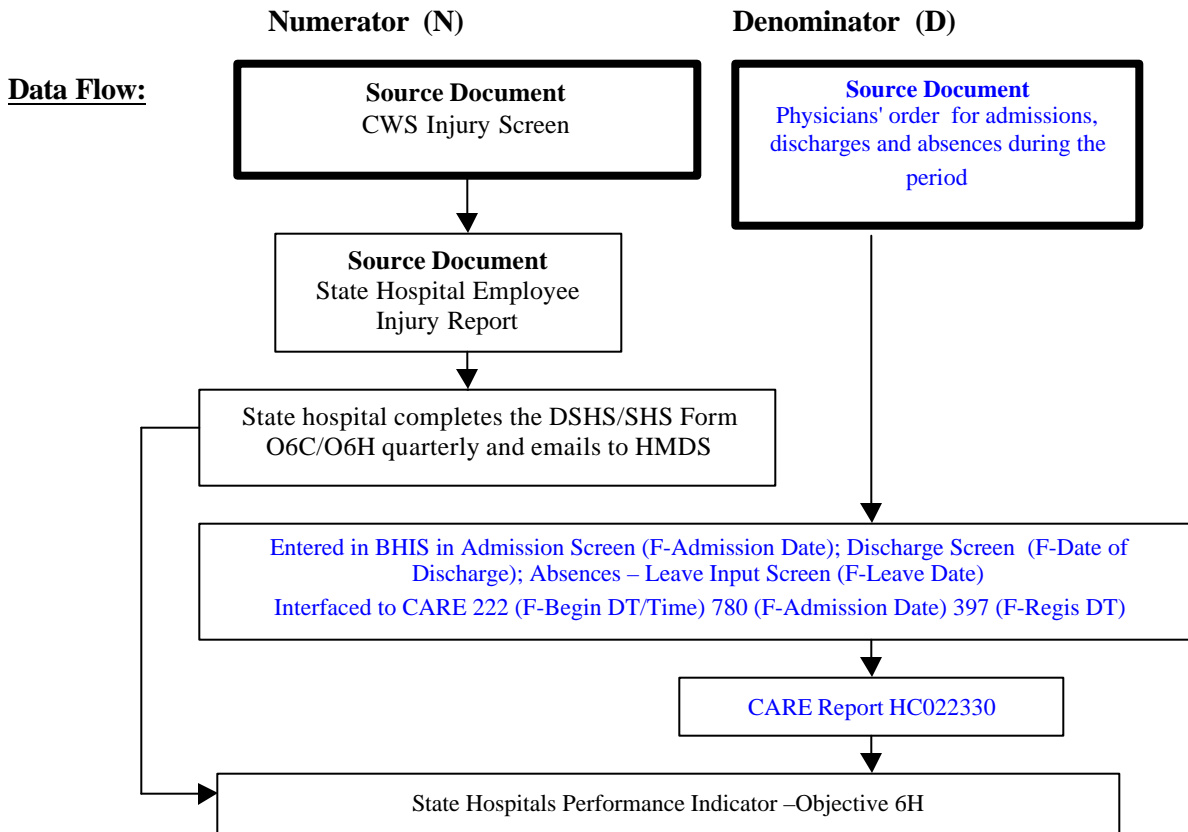 Numerator (N)
Denominator (D)
Data Flow:
Source Document
CWS Injury Screen
Source Document
Physicians' order for admissions,
discharges and absences during the
period
Source Document
State Hospital Employee
Injury Report
State hospital completes the DSHS/SHS Form
O6C/O6H quarterly and emails to HMDS
Entered in BHIS in Admission Screen (F-Admission Date); Discharge Screen (F-Date of
Discharge); Absences – Leave Input Screen (F-Leave Date)
Interfaced to CARE 222 (F-Begin DT/Time) 780 (F-Admission Date) 397 (F-Regis DT)
CARE Report HC022330
State Hospitals Performance Indicator –Objective 6H